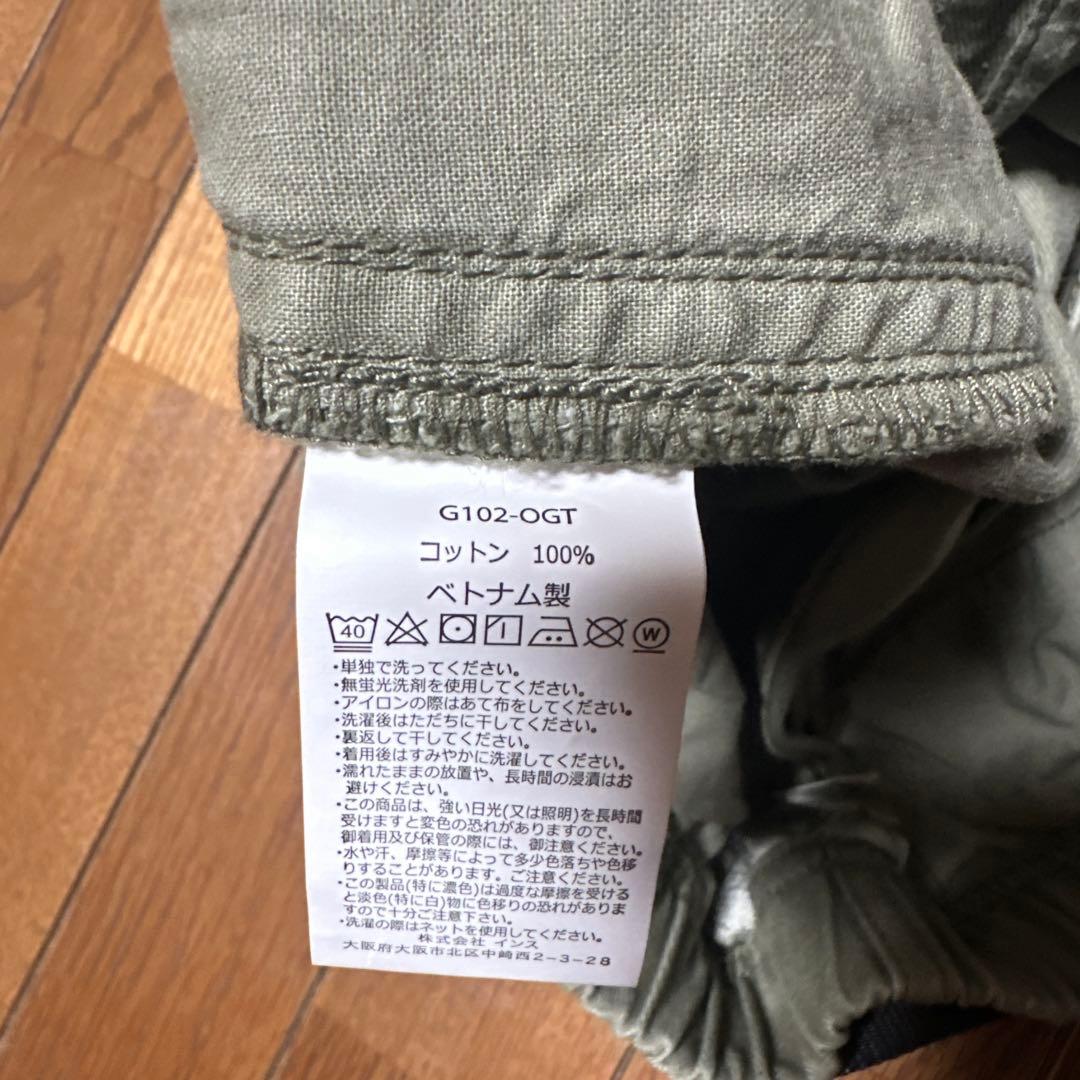 G102-OGT
コットン 100%
ベトナム製
40 W
・単独で洗ってください。
・無蛍光洗剤を使用してください。
・アイロンの際はあて布をしてください。
・洗濯後はただちに干してください。
・裏返して干してください。
・着用後はすみやかに洗濯してください。
・濡れたままの放置や、長時間の浸漬はお
避けください。
・この商品は、強い日光(又は照明)を長時間
受けますと変色の恐れがありますので、
御着用及び保管の際には、御注意ください。
・水や汗、摩擦等によって多少色落ちや色移
りすることがあります。ご注意ください。
・この製品(特に濃色)は過度な摩擦を受ける
と淡色(特に白)物に色移りの恐れがありま
すので十分ご注意下さい。
・洗濯の際はネットを使用してください。
株式会社 インス
大阪府大阪市北区中崎西2-3-28